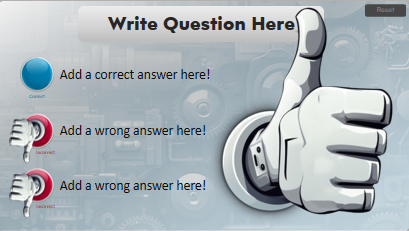 Reset
Write Question Here
Add a correct answer here!
correct
Add a wrong answer here!
incorrect
Add a wrong answer here!
incorrect